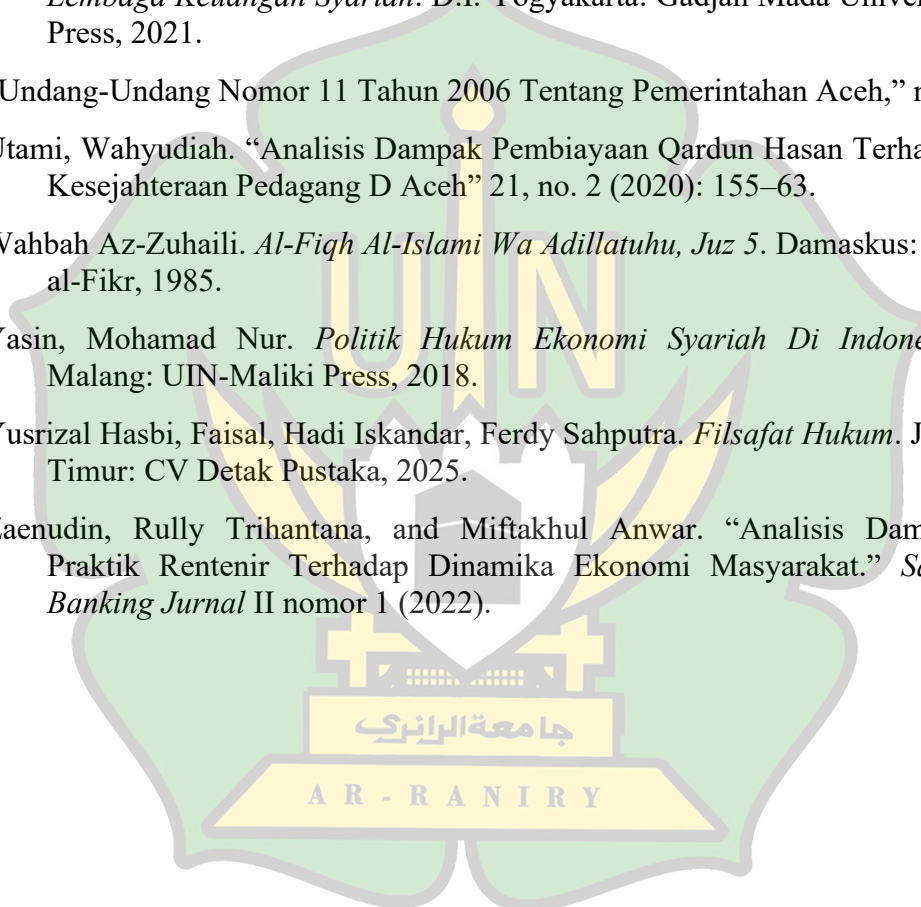 Lembaga Keuangan Syariah. D.I. Yogyakarta: Gadjah Mada
Press, 2021.
Undang-Undang Nomor 11 Tahun 2006 Tentang Pemerintahan Aceh,”
Utami, Wahyudiah. “Analisis Dampak Pembiayaan Qardun Hasan
Kesejahteraan Pedagang D Aceh” 21, no. 2 (2020): 155–63.
Wahbah Az-Zuhaili. Al-Fiqh Al-Islami Wa Adillatuhu, Juz 5. Damaskus:
al-Fikr, 1985.
Yasin, Mohamad Nur. Politik Hukum Ekonomi Syariah Di
Malang: UIN-Maliki Press, 2018.
Yusrizal Hasbi, Faisal, Hadi Iskandar, Ferdy Sahputra. Filsafat Hukum.
Timur: CV Detak Pustaka, 2025.
Zaenudin, Rully Trihantana, and Miftakhul Anwar. “Analisis
Praktik Rentenir Terhadap Dinamika Ekonomi Masyarakat.”
Banking Jurnal II nomor 1 (2022).
UIN
جامعة الرانري
AR-RANIRY